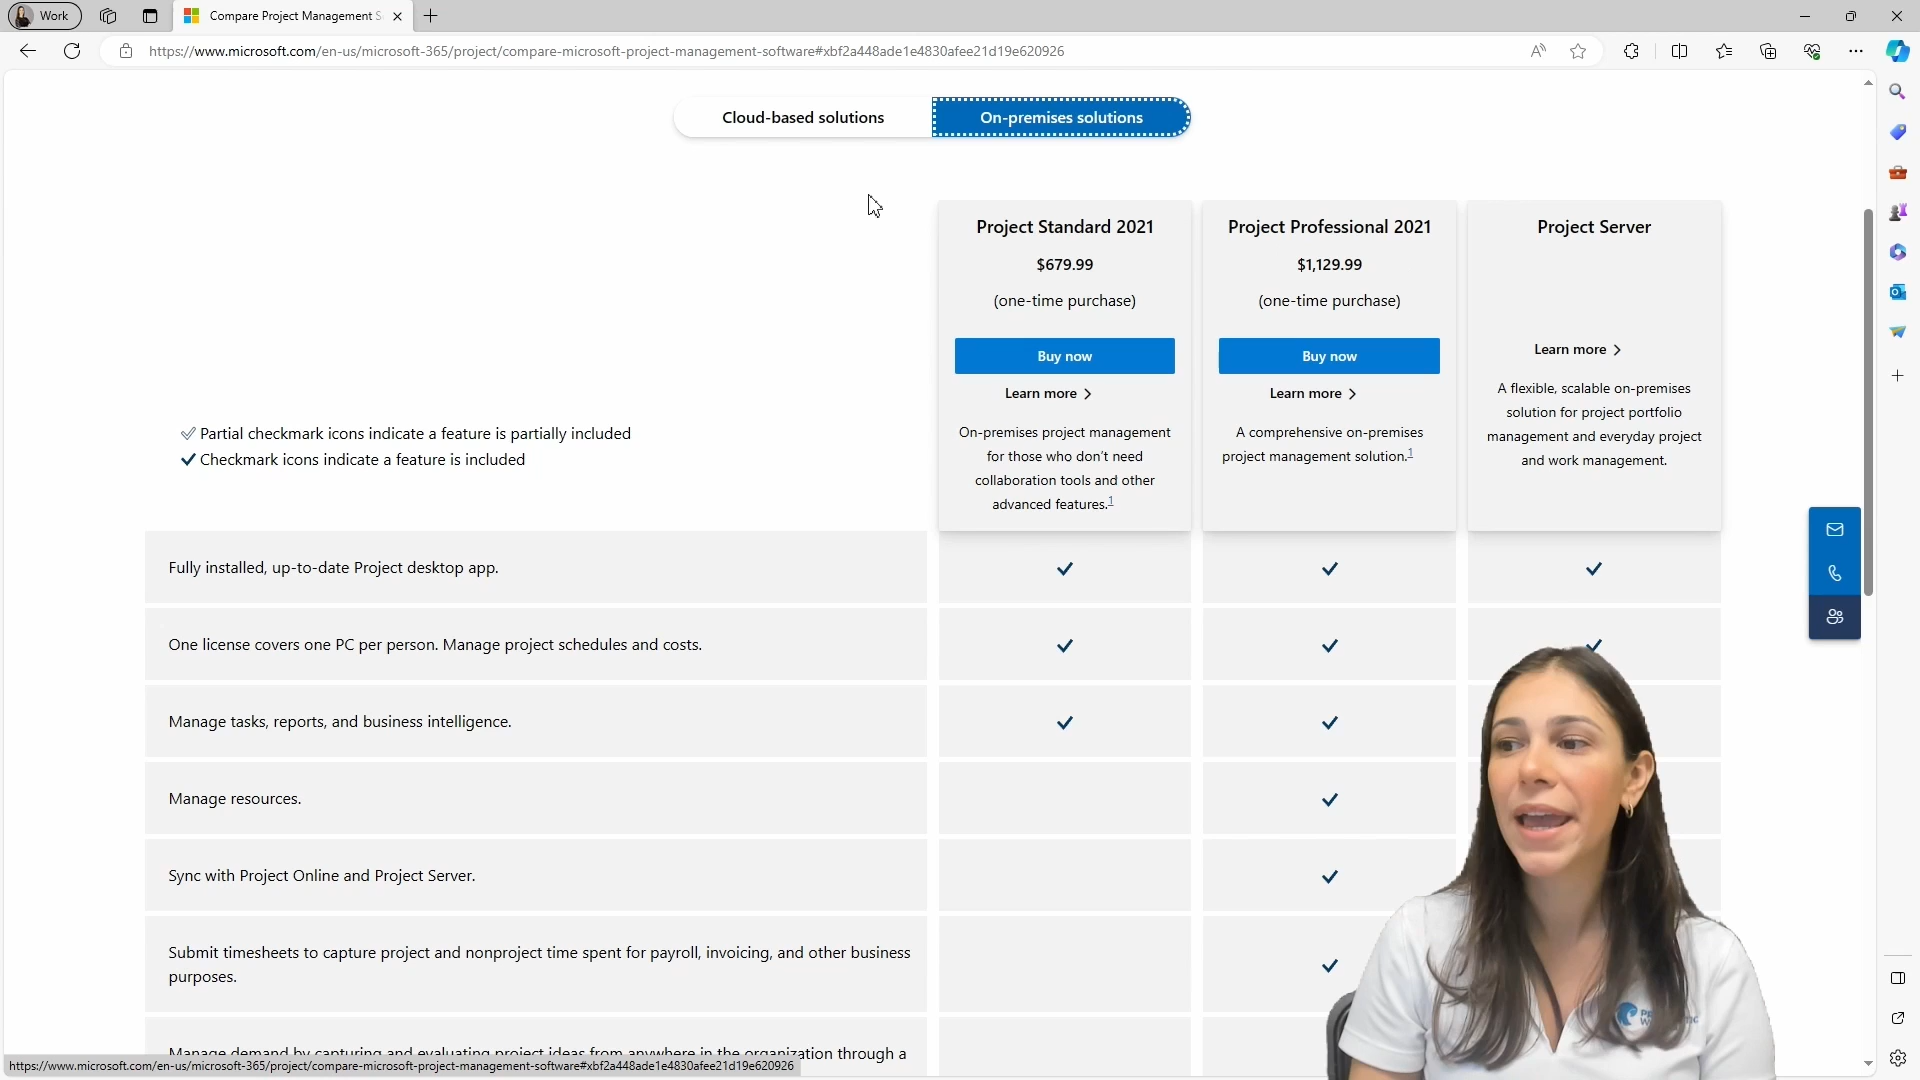 Work
Compare Project Management S
https://www.microsoft.com/en-us/microsoft-365/project/compare-microsoft-project-management-software#xbf2a448ade1e4830afee21d19e620926
Cloud-based solutions
On-premises solutions
Project Standard 2021
$679.99
(one-time purchase)
Buy now
Learn more
On-premises project management
for those who don't need
collaboration tools and other
advanced features.1
Project Professional 2021
$1,129.99
(one-time purchase)
Buy now
Learn more
A comprehensive on-premises
project management solution.1
Project Server
Learn more
A flexible, scalable on-premises
solution for project portfolio
management and everyday project
and work management.
Partial checkmark icons indicate a feature is partially included
Checkmark icons indicate a feature is included
Fully installed, up-to-date Project desktop app.
One license covers one PC per person. Manage project schedules and costs.
Manage tasks, reports, and business intelligence.
Manage resources.
Sync with Project Online and Project Server.
Submit timesheets to capture project and nonproject time spent for payroll, invoicing, and other business
purposes.
Manage demand by capturing and evaluating project ideas from anywhere in the organization through a
https://www.microsoft.com/en-us/microsoft-365/project/compare-microsoft-project-management-software#xbf2a448ade1e4830afee21d19e620926